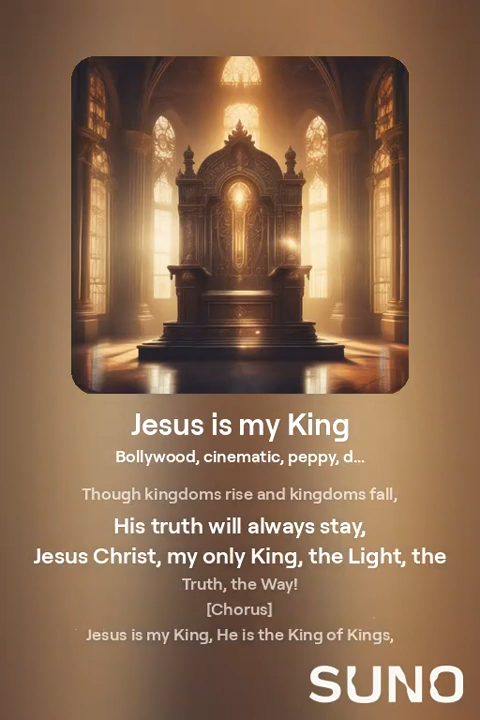 Jesus is my King
Bollywood, cinematic, peppy, d...
Though kingdoms rise and kingdoms fall,
His truth will always stay,
Jesus Christ, my only King, the Light, the
Truth, the Way!
[Chorus]
Jesus is my King, He is the King of Kings,
SUNO